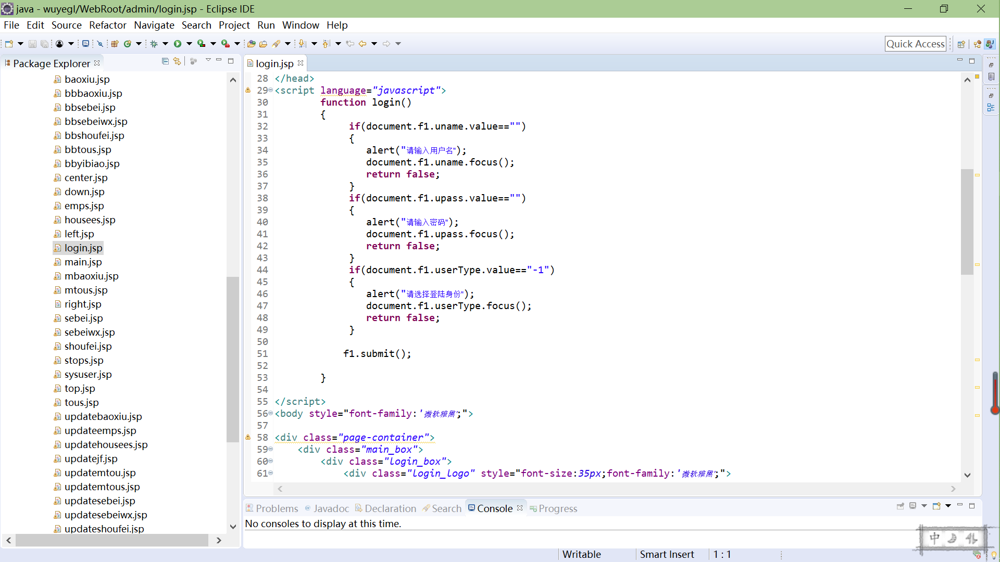 java - wuyegl/WebRoot/admin/login.jsp - Eclipse IDE
File Edit Source Refactor Navigate Search Project Run Window Help
Quick Access
Package Explorer
baoxiu.jsp
bbbaoxiu.jsp
bbsebei.jsp
bbsebeiwx.jsp
bbshoufei.jsp
bbtous.jsp
bbyibiao.jsp
center.jsp
down.jsp
emps.jsp
housees.jsp
left.jsp
login.jsp
main.jsp
mbaoxiu.jsp
mtous.jsp
right.jsp
sebei.jsp
sebeiwx.jsp
shoufei.jsp
stops.jsp
sysuser.jsp
top.jsp
tous.jsp
updatebaoxiu.jsp
updateemps.jsp
updatehousees.jsp
updatejf.jsp
updatemtou.jsp
updatemtous.jsp
updatesebei.jsp
updatesebeiwx.jsp
updateshoufei.jsp
login.jsp
28 </head>
29 <script language="javascript">
30 function login()
31 {
32 if(document.f1.uname.value=="")
33 {
34 alert("请输入用户名");
35 document.f1.uname.focus();
36 return false;
37 }
38 if(document.f1.upass.value=="")
39 {
40 alert("请输入密码");
41 document.f1.upass.focus();
42 return false;
43 }
44 if(document.f1.userType.value=="-1")
45 {
46 alert("请选择登陆身份");
47 document.f1.userType.focus();
48 return false;
49 }
50
51 f1.submit();
52
53 }
54
55 </script>
56 <body style="font-family:'微软雅黑';">
57
58 <div class="page-container">
59 <div class="main_box">
60 <div class="login_box">
61 <div class="login_logo" style="font-size:35px;font-family:'微软雅黑';">
Problems Javadoc Declaration Search Console Progress
No consoles to display at this time.
中
Writable Smart Insert 1 : 1